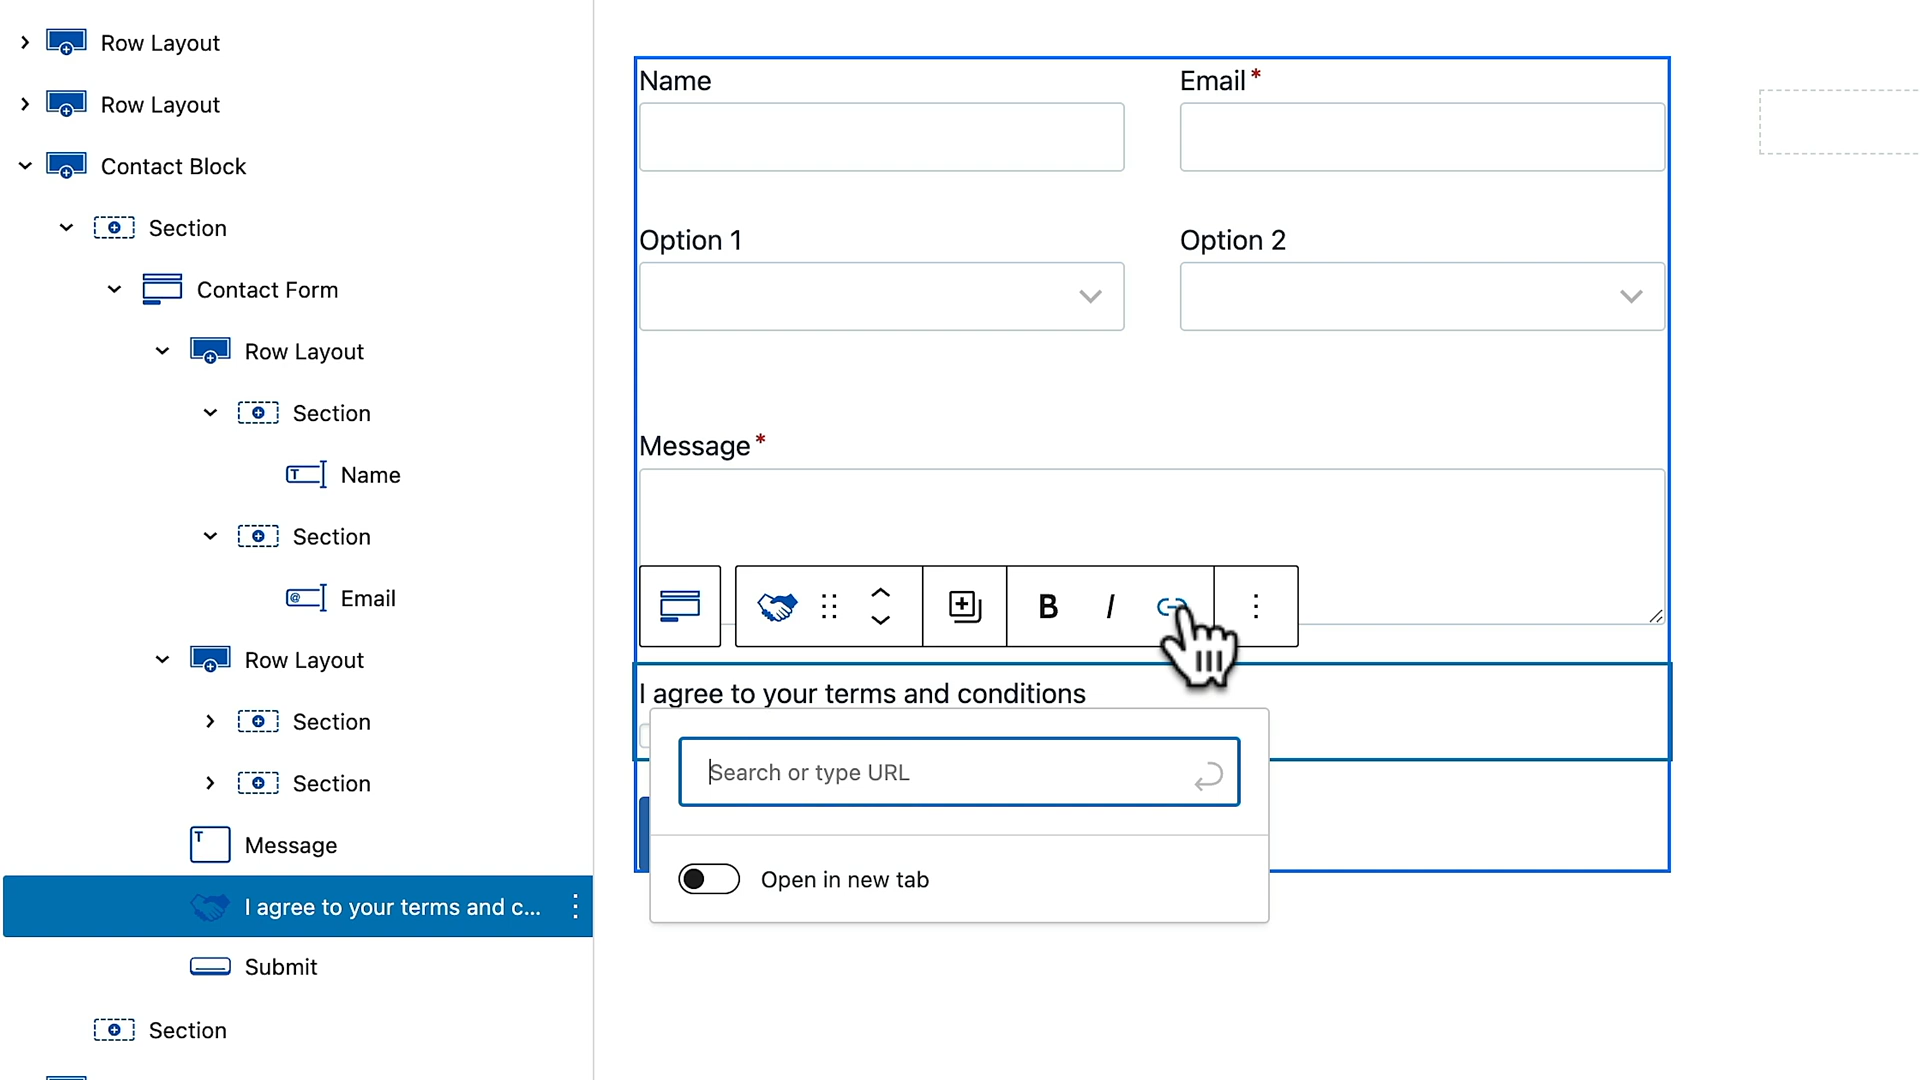 Row Layout
Row Layout
Contact Block
Section
Contact Form
Row Layout
Section
Name
Section
Email
Row Layout
Section
Section
Message
I agree to your terms and c...
Submit
Section
Name
Email*
Option 1
Option 2
Message*
B I
I agree to your terms and conditions
Search or type URL
Open in new tab